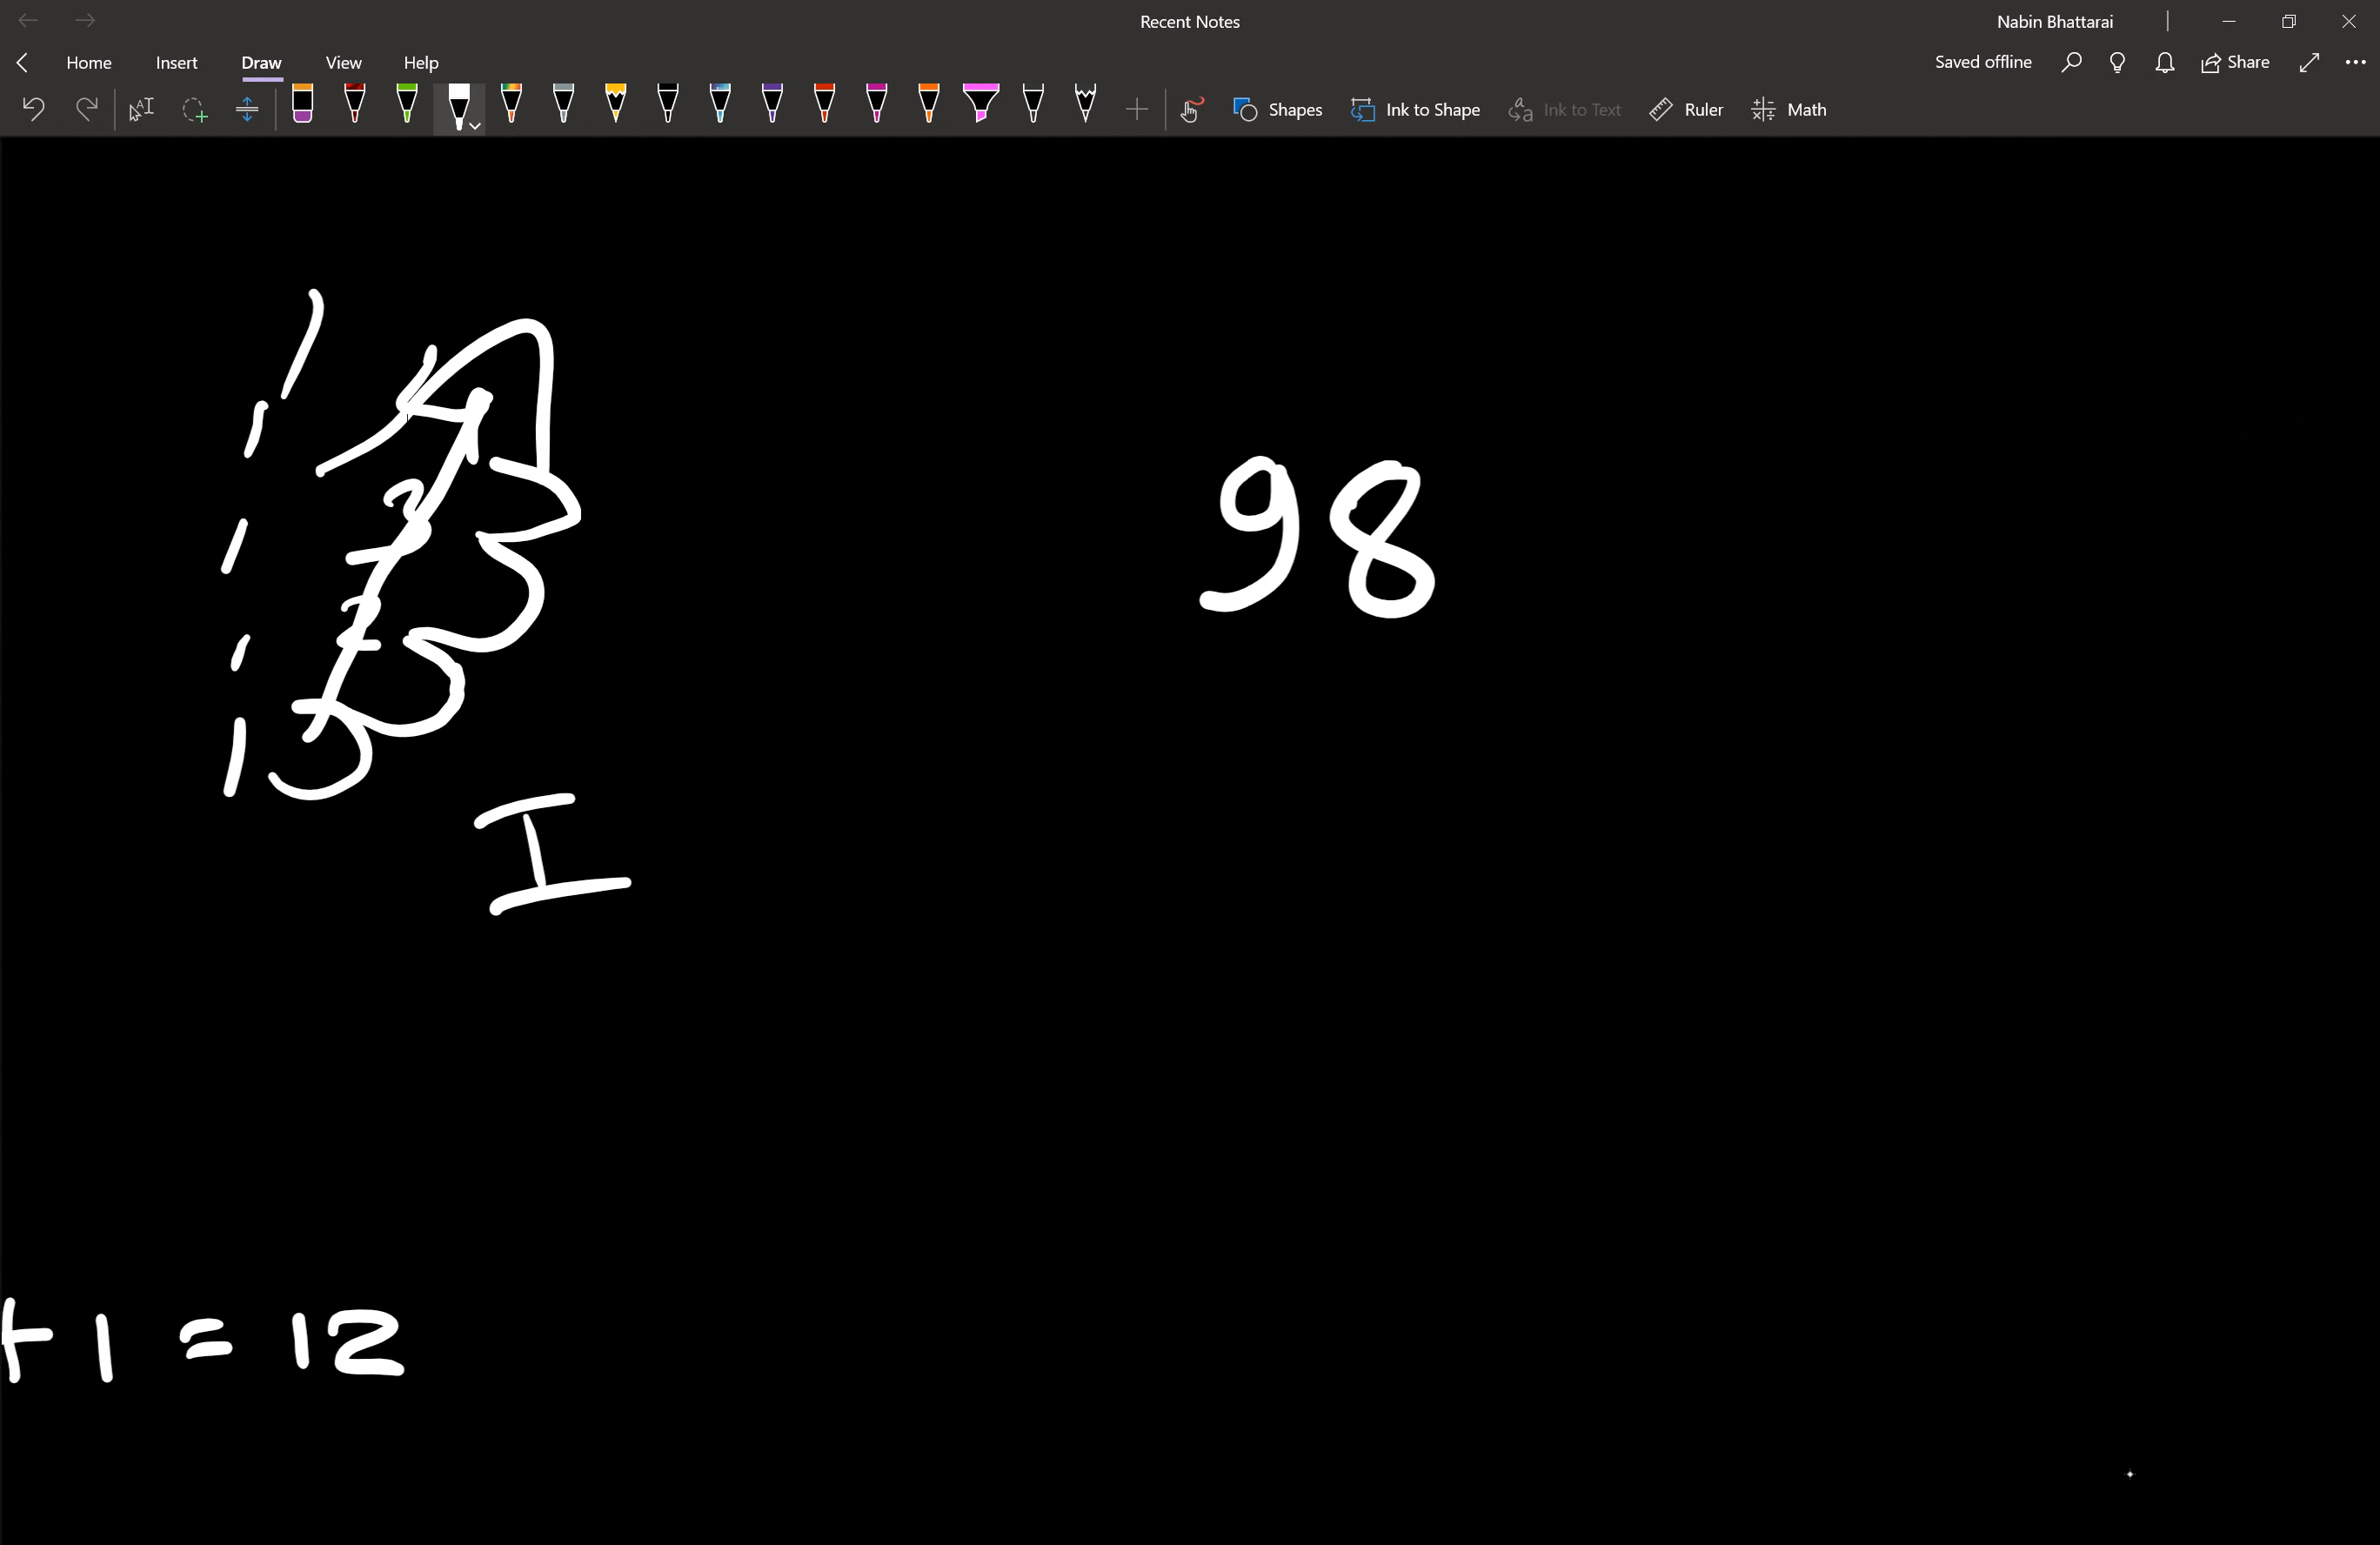 Recent Notes
Nabin Bhattarai
Home Insert Draw View Help
Saved offline
Share
Shapes
Ink to Shape
Ink to Text
Ruler
Math
98
I
+ 1 = 12